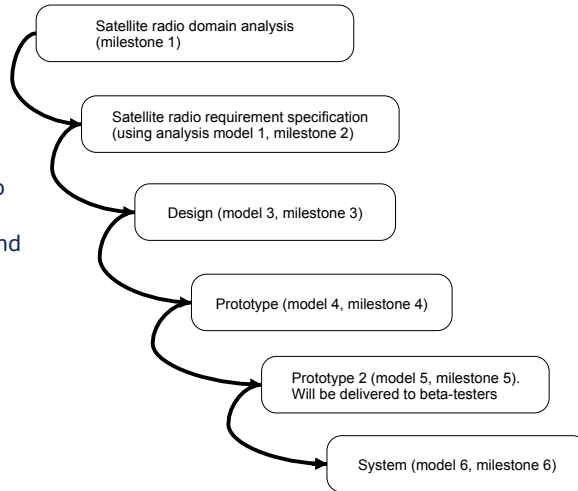 Satellite radio domain analysis
(milestone 1)
Satellite radio requirement specification
(using analysis model 1, milestone 2)
Design (model 3, milestone 3)
Prototype (model 4, milestone 4)
Prototype 2 (model 5, milestone 5).
Will be delivered to beta-testers
System (model 6, milestone 6)